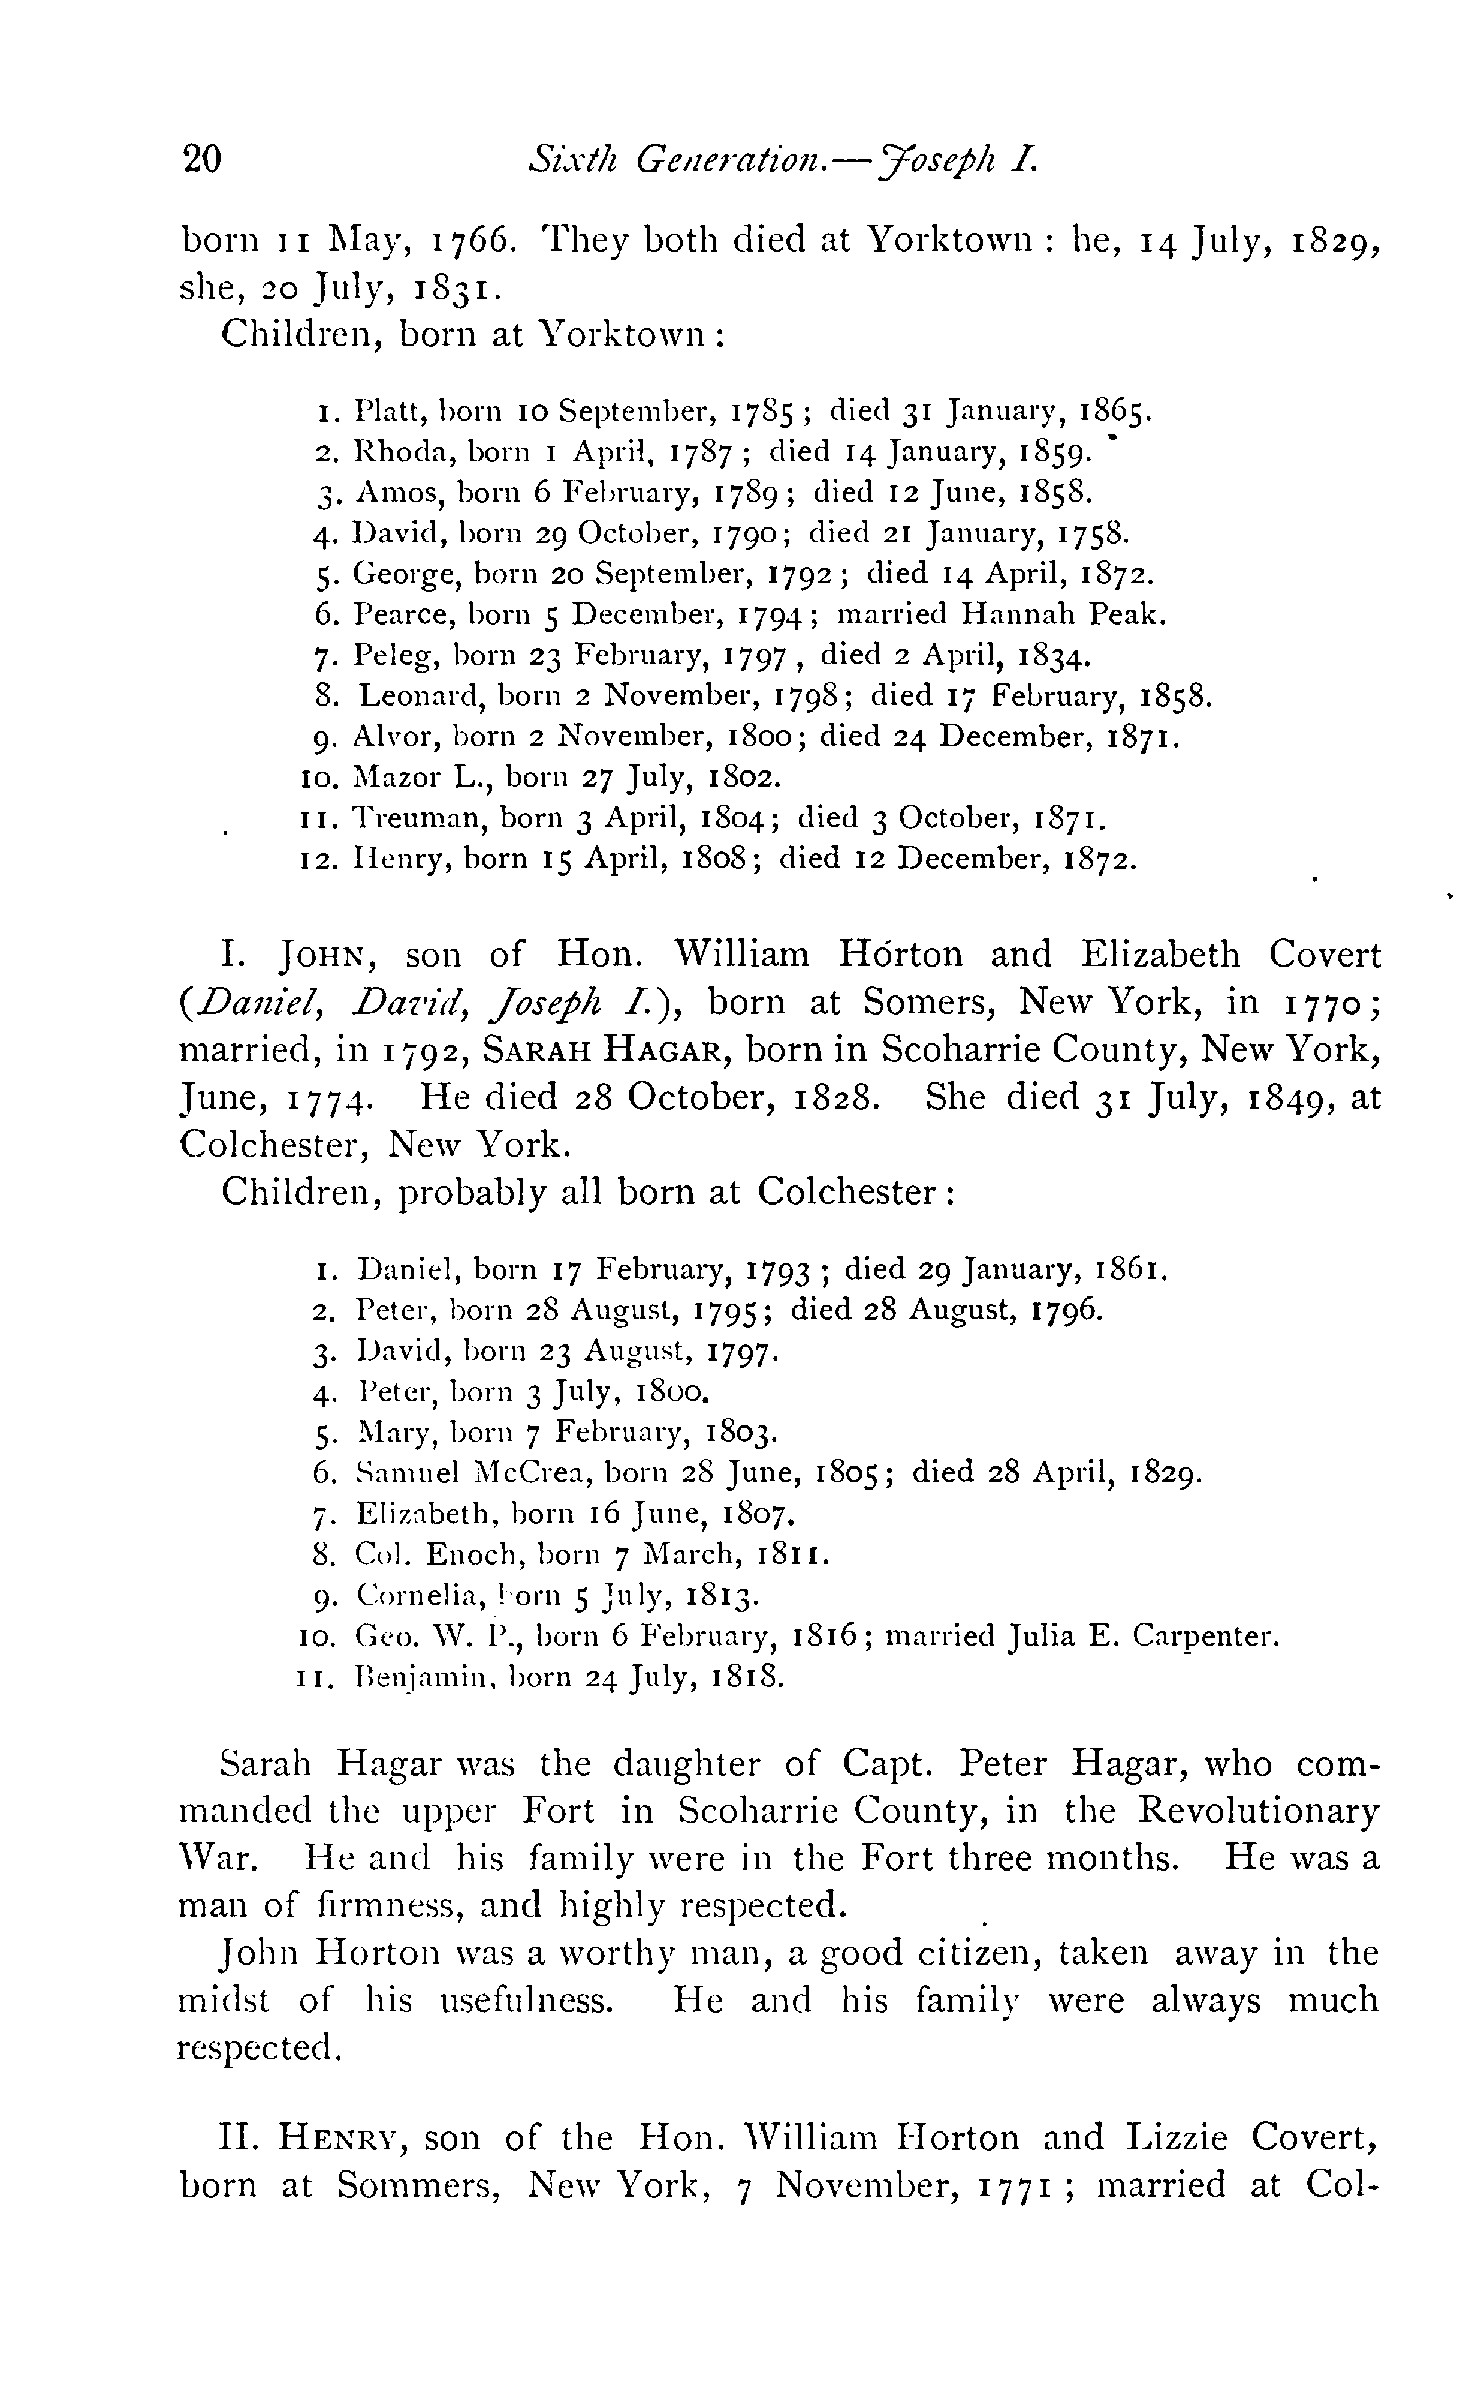 20 Sixth Generation.—Joseph I.
born 11 May, 1766. They both died at Yorktown : he, 14 July, 1829,
she, 20 July, 1831.
Children, born at Yorktown :
1. Platt, born 10 September, 1785 ; died 31 January, 1865.
2. Rhoda, born 1 April, 1787 ; died 14 January, 1859.
3. Amos, born 6 February, 1789 ; died 12 June, 1858.
4. David, born 29 October, 1790 ; died 21 January, 1758.
5. George, born 20 September, 1792 ; died 14 April, 1872.
6. Pearce, born 5 December, 1794 ; married Hannah Peak.
7. Peleg, born 23 February, 1797 , died 2 April, 1834.
8. Leonard, born 2 November, 1798 ; died 17 February, 1858.
9. Alvor, born 2 November, 1800 ; died 24 December, 1871.
10. Mazor L., born 27 July, 1802.
11. Treuman, born 3 April, 1804 ; died 3 October, 1871.
12. Henry, born 15 April, 1808 ; died 12 December, 1872.
I. JOHN, son of Hon. William Hórton and Elizabeth Covert
(Daniel, David, Joseph I.), born at Somers, New York, in 1770 ;
married, in 1792, SARAH HAGAR, born in Scoharrie County, New York,
June, 1774. He died 28 October, 1828. She died 31 July, 1849, at
Colchester, New York.
Children, probably all born at Colchester :
1. Daniel, born 17 February, 1793 ; died 29 January, 1861.
2. Peter, born 28 August, 1795 ; died 28 August, 1796.
3. David, born 23 August, 1797.
4. Peter, born 3 July, 1800.
5. Mary, born 7 February, 1803.
6. Samuel McCrea, born 28 June, 1805 ; died 28 April, 1829.
7. Elizabeth, born 16 June, 1807.
8. Col. Enoch, born 7 March, 1811.
9. Cornelia, born 5 July, 1813.
10. Geo. W. P., born 6 February, 1816 ; married Julia E. Carpenter.
11. Benjamin, born 24 July, 1818.
Sarah Hagar was the daughter of Capt. Peter Hagar, who com-
manded the upper Fort in Scoharrie County, in the Revolutionary
War. He and his family were in the Fort three months. He was a
man of firmness, and highly respected.
John Horton was a worthy man, a good citizen, taken away in the
midst of his usefulness. He and his family were always much
respected.
II. HENRY, son of the Hon. William Horton and Lizzie Covert,
born at Sommers, New York, 7 November, 1771 ; married at Col-